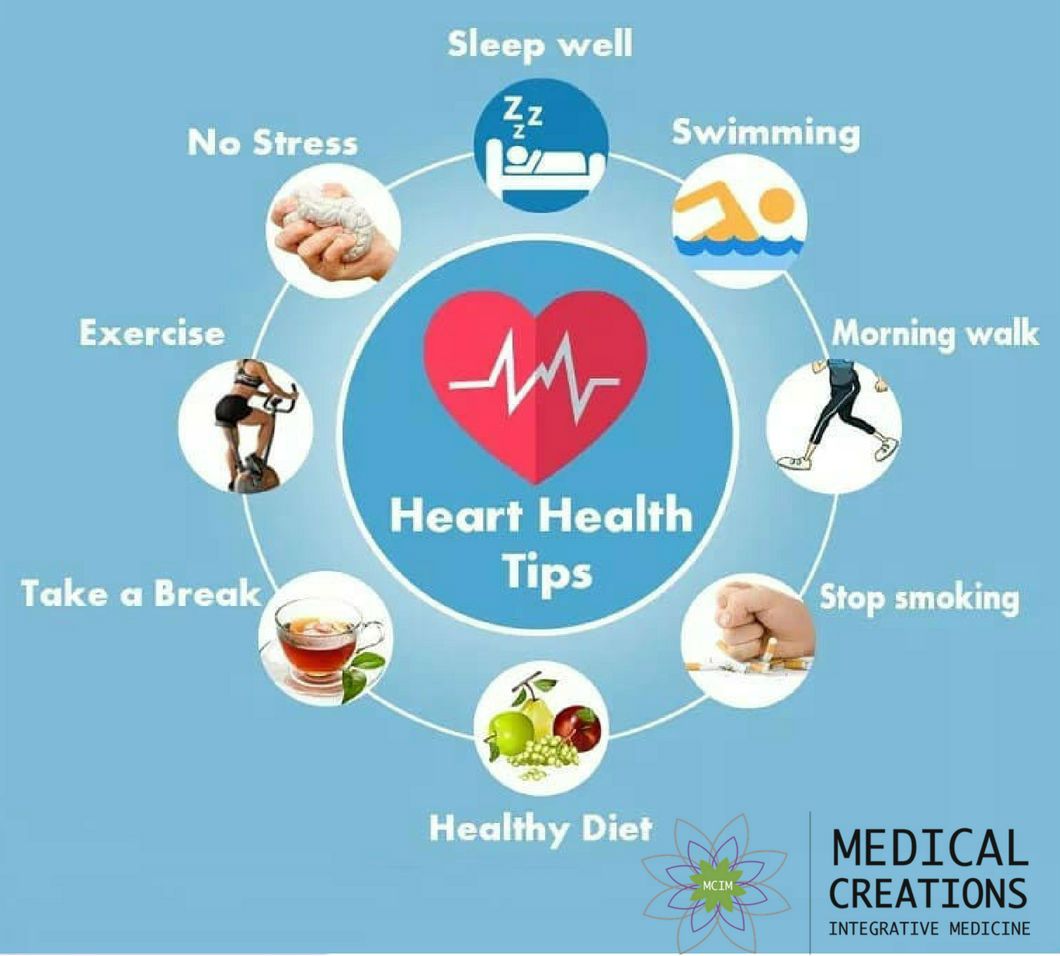 Sleep well
Z Z
Z
No Stress
Swimming
Exercise
Morning walk
Heart Health
Tips
Take a Break
Stop smoking
Healthy Diet
MCIM
MEDICAL
CREATIONS
INTEGRATIVE MEDICINE